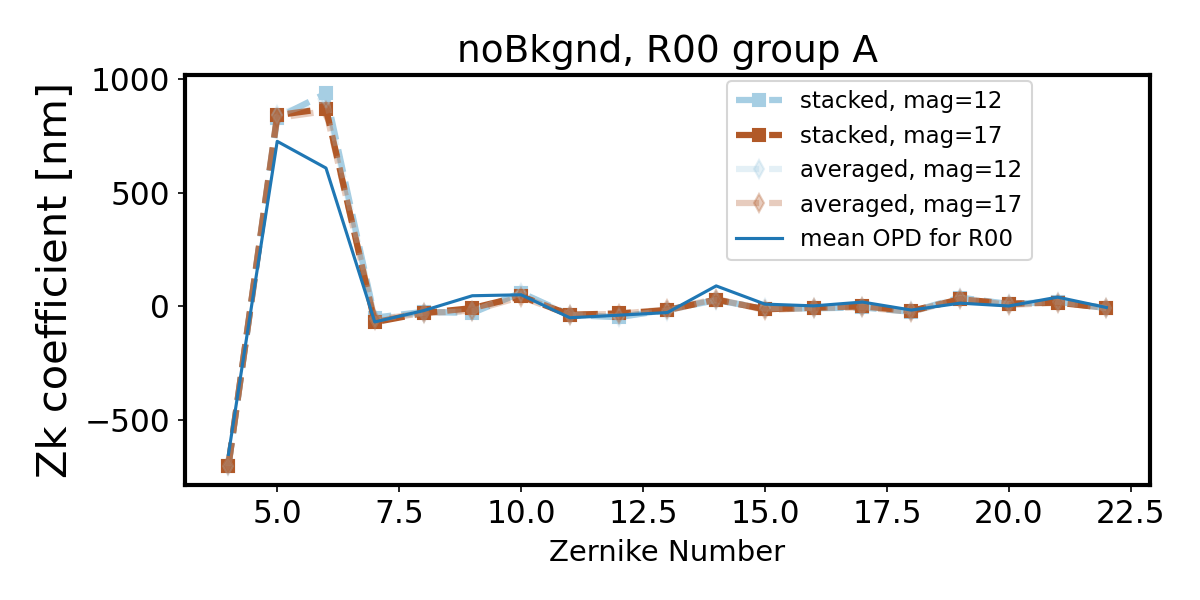 noBkgnd, R00 group A
Zk coefficient [nm]
1000
500
0
−500
stacked, mag=12
stacked, mag=17
averaged, mag=12
averaged, mag=17
mean OPD for R00
5.0 7.5 10.0 12.5 15.0 17.5 20.0 22.5
Zernike Number